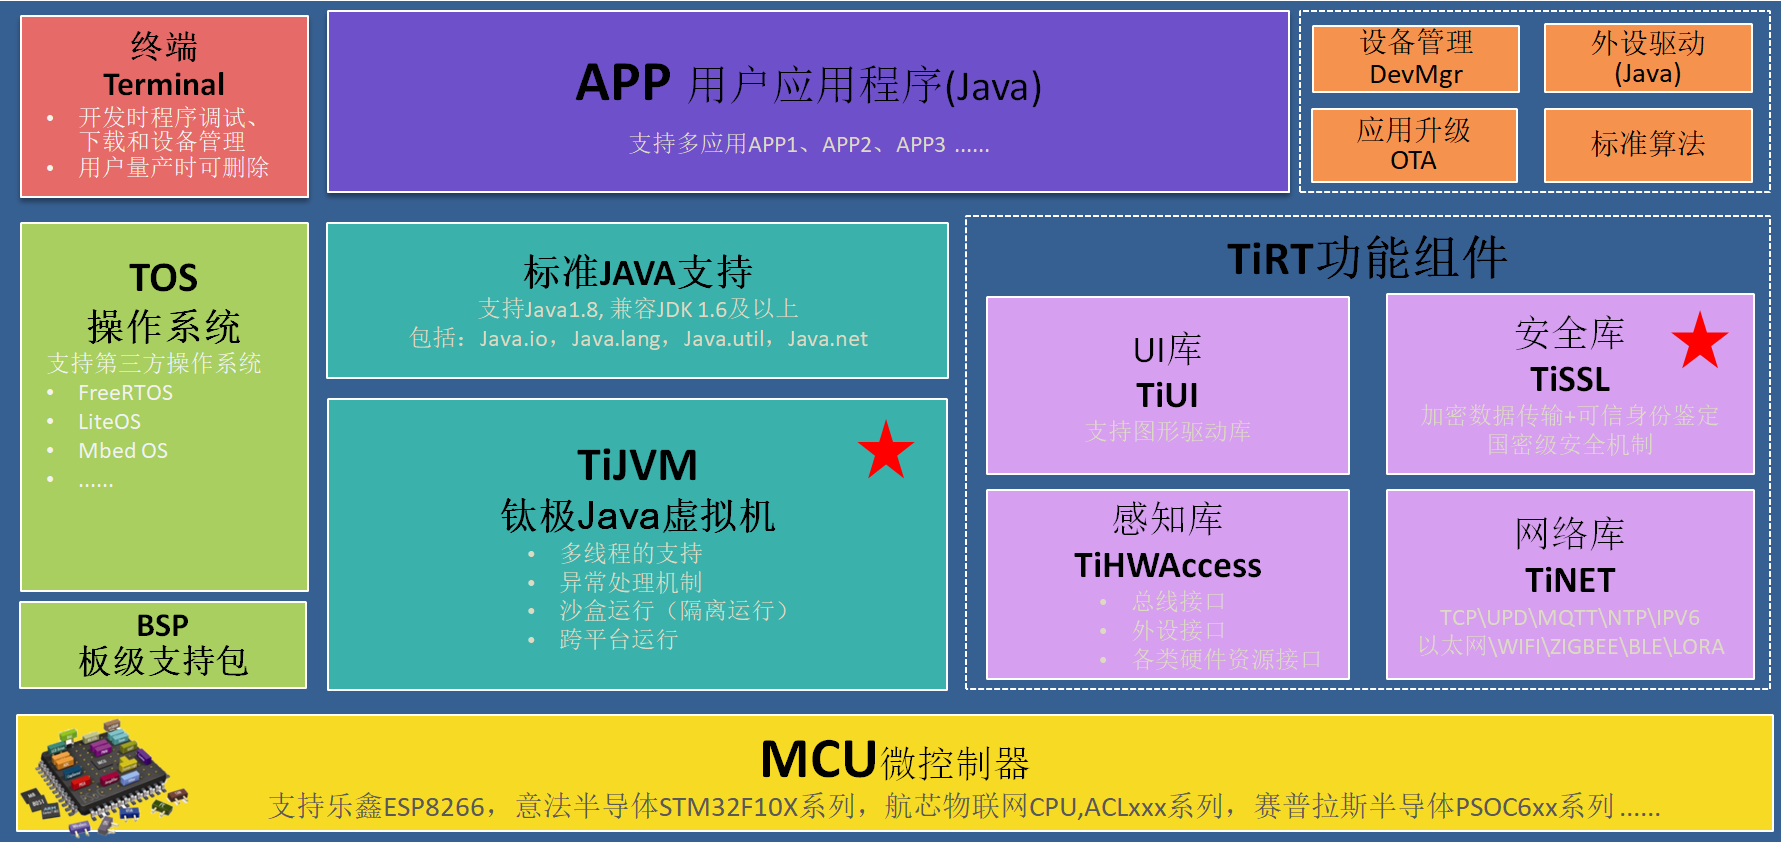 终端
Terminal
• 开发时程序调试、
下载和设备管理
• 用户量产时可删除
APP 用户应用程序(Java)
支持多应用APP1、APP2、APP3 ......
设备管理
DevMgr
外设驱动
(Java)
应用升级
OTA
标准算法
TOS
操作系统
支持第三方操作系统
• FreeRTOS
• LiteOS
• Mbed OS
• ......
BSP
板级支持包
标准JAVA支持
支持Java1.8, 兼容JDK 1.6及以上
包括：Java.io，Java.lang，Java.util，Java.net
TiJVM
钛极Java虚拟机
• 多线程的支持
• 异常处理机制
• 沙盒运行（隔离运行）
• 跨平台运行
TiRT功能组件
UI库
TiUI
支持图形驱动库
安全库
TiSSL
加密数据传输+可信身份鉴定
国密级安全机制
感知库
TiHWAccess
• 总线接口
• 外设接口
• 各类硬件资源接口
网络库
TiNET
TCP\UPD\MQTT\NTP\IPV6
以太网\WIFI\ZIGBEE\BLE\LORA
MCU微控制器
支持乐鑫ESP8266，意法半导体STM32F10X系列，航芯物联网CPU,ACLxxx系列，赛普拉斯半导体PSOC6xx系列 ......